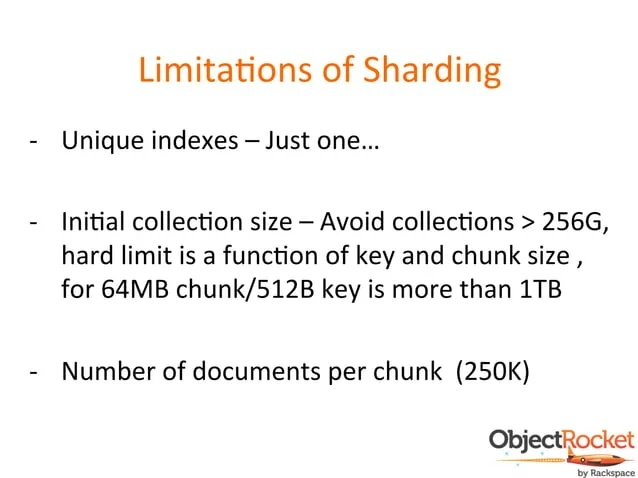 Limitations of Sharding
- Unique indexes – Just one…
- Initial collection size – Avoid collections > 256G,
hard limit is a function of key and chunk size ,
for 64MB chunk/512B key is more than 1TB
- Number of documents per chunk (250K)
ObjectRocket
by Rackspace